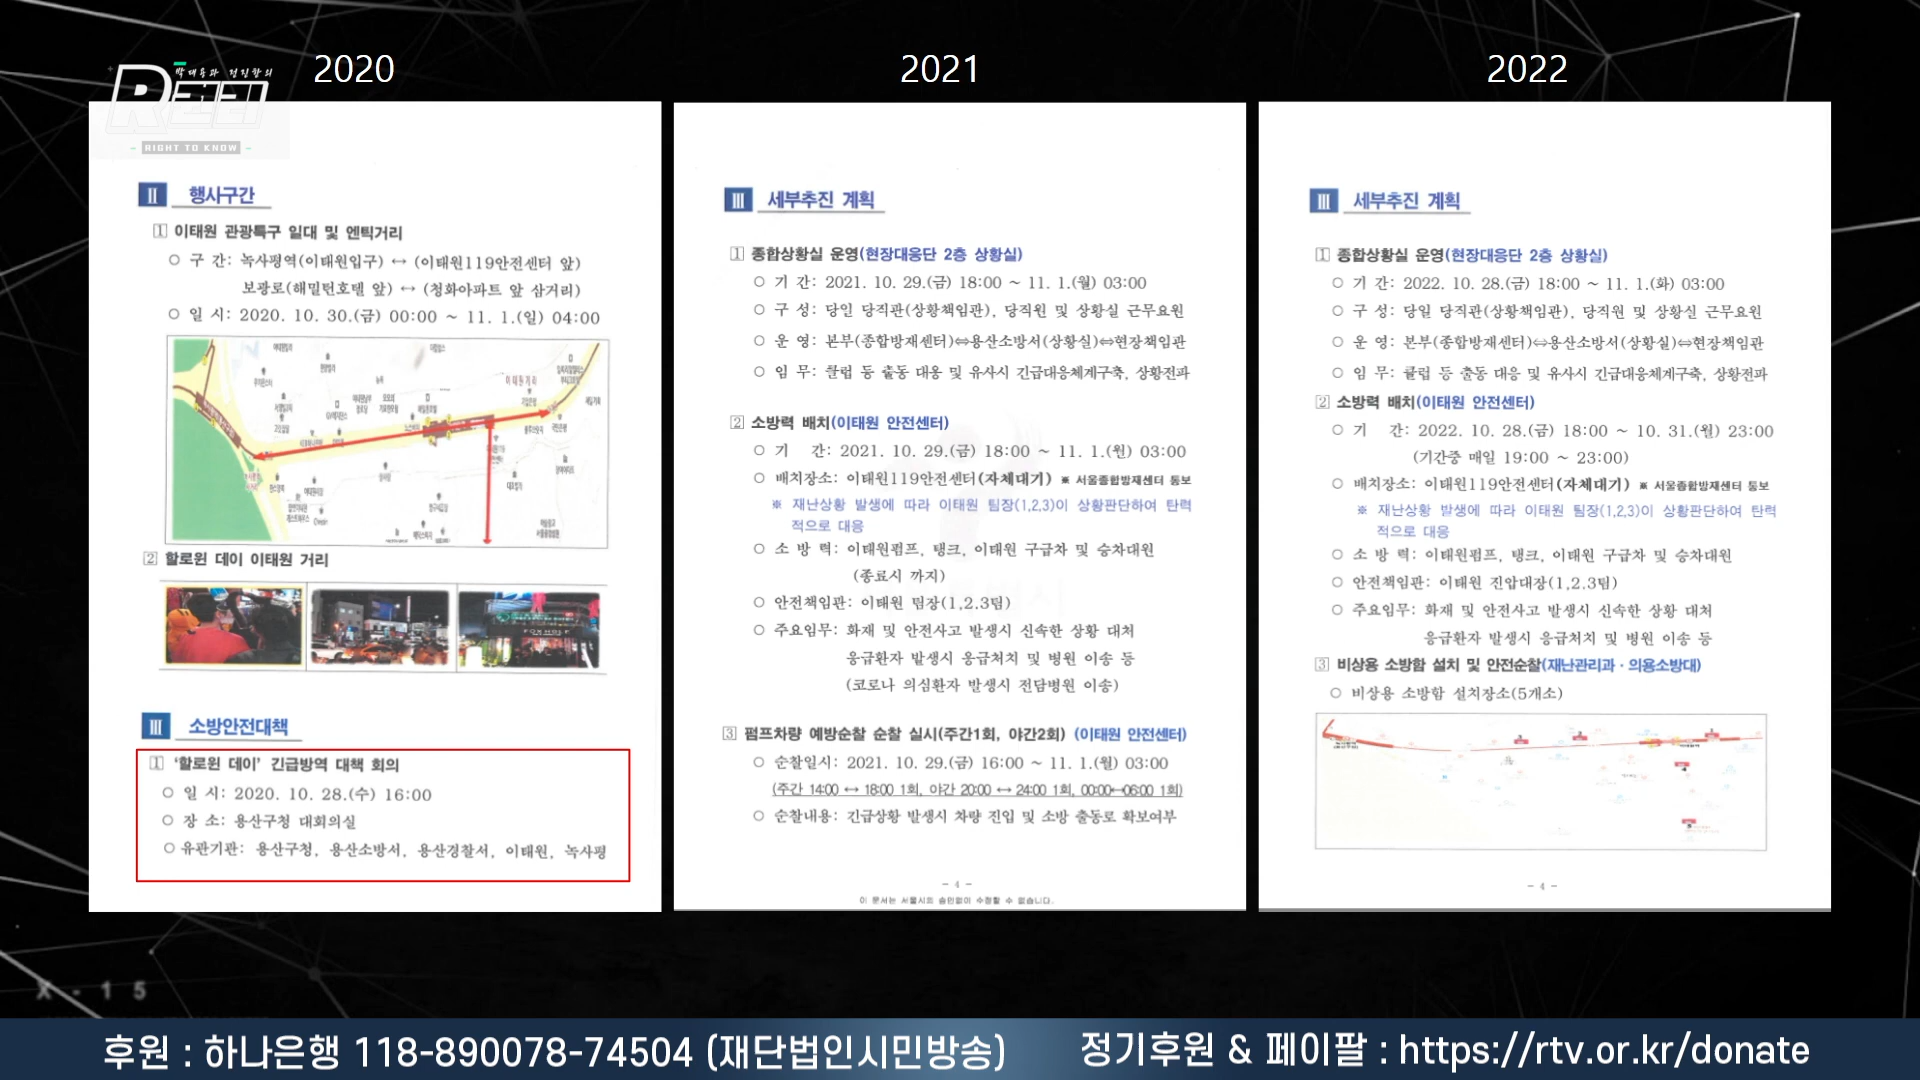 2020
2021
2022
박대용과 정진항의
R권리
RIGHT TO KNOW
Ⅱ 행사구간
1 이태원 관광특구 일대 및 엔틱거리
○ 구 간: 녹사평역(이태원입구) ↔ (이태원119안전센터 앞)
보광로(해밀턴호텔 앞) ↔ (청화아파트 앞 삼거리)
○ 일 시: 2020. 10. 30.(금) 00:00 ~ 11. 1.(일) 04:00
2 할로윈 데이 이태원 거리
Ⅲ 소방안전대책
1 ‘할로윈 데이’ 긴급방역 대책 회의
○ 일 시: 2020. 10. 28.(수) 16:00
○ 장 소: 용산구청 대회의실
○ 유관기관: 용산구청, 용산소방서, 용산경찰서, 이태원, 녹사평
Ⅲ 세부추진 계획
1 종합상황실 운영(현장대응단 2층 상황실)
○ 기 간: 2021. 10. 29.(금) 18:00 ~ 11. 1.(월) 03:00
○ 구 성: 당일 당직관(상황책임관), 당직원 및 상황실 근무요원
○ 운 영: 본부(종합방재센터)⇔용산소방서(상황실)⇔현장책임관
○ 임 무: 클럽 등 출동 대응 및 유사시 긴급대응체계구축, 상황전파
2 소방력 배치(이태원 안전센터)
○ 기 간: 2021. 10. 29.(금) 18:00 ~ 11. 1.(월) 03:00
○ 배치장소: 이태원119안전센터(자체대기) ※ 서울종합방재센터 통보
※ 재난상황 발생에 따라 이태원 팀장(1,2,3)이 상황판단하여 탄력
적으로 대응
○ 소 방 력: 이태원펌프, 탱크, 이태원 구급차 및 승차대원
(종료시 까지)
○ 안전책임관: 이태원 팀장(1,2,3팀)
○ 주요임무: 화재 및 안전사고 발생시 신속한 상황 대처
응급환자 발생시 응급처치 및 병원 이송 등
(코로나 의심환자 발생시 전담병원 이송)
3 펌프차량 예방순찰 순찰 실시(주간1회, 야간2회) (이태원 안전센터)
○ 순찰일시: 2021. 10. 29.(금) 16:00 ~ 11. 1.(월) 03:00
(주간 14:00 ↔ 18:00 1회, 야간 20:00 ↔ 24:00 1회, 00:00↔06:00 1회)
○ 순찰내용: 긴급상황 발생시 차량 진입 및 소방 출동로 확보여부
- 4 -
이 문서는 서울시의 승인없이 수정할 수 없습니다.
Ⅲ 세부추진 계획
1 종합상황실 운영(현장대응단 2층 상황실)
○ 기 간: 2022. 10. 28.(금) 18:00 ~ 11. 1.(화) 03:00
○ 구 성: 당일 당직관(상황책임관), 당직원 및 상황실 근무요원
○ 운 영: 본부(종합방재센터)⇔용산소방서(상황실)⇔현장책임관
○ 임 무: 클럽 등 출동 대응 및 유사시 긴급대응체계구축, 상황전파
2 소방력 배치(이태원 안전센터)
○ 기 간: 2022. 10. 28.(금) 18:00 ~ 10. 31.(월) 23:00
(기간중 매일 19:00 ~ 23:00)
○ 배치장소: 이태원119안전센터(자체대기) ※ 서울종합방재센터 통보
※ 재난상황 발생에 따라 이태원 팀장(1,2,3)이 상황판단하여 탄력
적으로 대응
○ 소 방 력: 이태원펌프, 탱크, 이태원 구급차 및 승차대원
○ 안전책임관: 이태원 진압대장(1,2,3팀)
○ 주요임무: 화재 및 안전사고 발생시 신속한 상황 대처
응급환자 발생시 응급처치 및 병원 이송 등
3 비상용 소방함 설치 및 안전순찰(재난관리과 · 의용소방대)
○ 비상용 소방함 설치장소(5개소)
- 4 -
X - 1 5
후원 : 하나은행 118-890078-74504 (재단법인시민방송)
정기후원 & 페이팔 : https://rtv.or.kr/donate